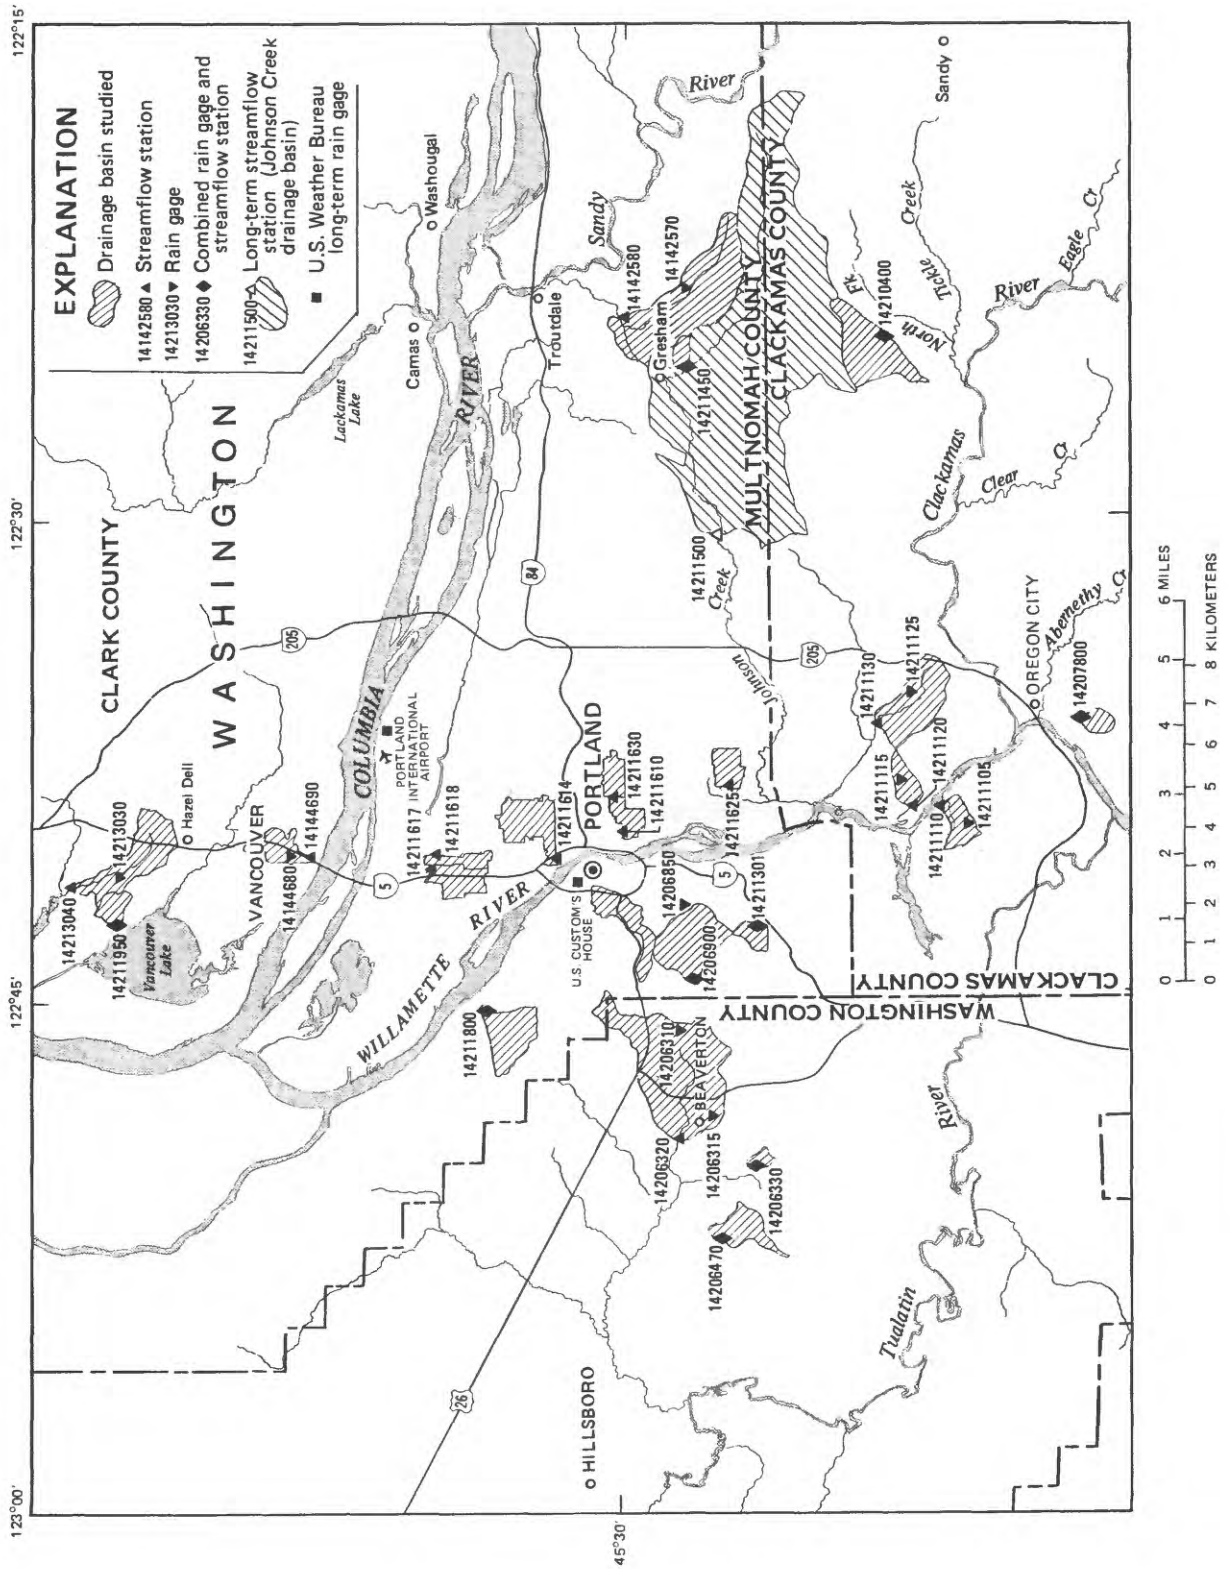 123°00'
122°45'
122°30'
122°15'
45°30'
EXPLANATION
Drainage basin studied
14142580 Streamflow station
14213030 Rain gage
14206330 Combined rain gage and
streamflow station
14211500 Long-term streamflow
station (Johnson Creek
drainage basin)
U.S. Weather Bureau
long-term rain gage
CLARK COUNTY
WASHINGTON
Lackamas
Lake
Camas
Washougal
COLUMBIA
RIVER
205
Hazel Dell
VANCOUVER
Vancouver
Lake
14213040
14213030
14211950
14144680
14144690
5
PORTLAND
INTERNATIONAL
AIRPORT
14211617
14211618
14211614
WILLAMETTE
RIVER
14211800
U.S. CUSTOM'S
HOUSE
PORTLAND
84
Troutdale
Sandy
River
14211630
14211610
14211625
14206850
14206900
14211301
5
26
HILLSBORO
BEAVERTON
14206310
14206320
14206315
14206330
14206470
WASHINGTON COUNTY
CLACKAMAS COUNTY
Tualatin
River
14142580
14142570
Gresham
14211450
14211500
Johnson
Creek
MULTNOMAH COUNTY
CLACKAMAS COUNTY
205
14210400
North
Fk
Tickle
Creek
Sandy
Eagle Cr
River
Clackamas
Clear
Cr
14211130
14211125
14211115
14211120
14211110
14211105
OREGON CITY
Abernethy
Cr
14207800
0 1 2 3 4 5 6 MILES
0 1 2 3 4 5 6 7 8 KILOMETERS